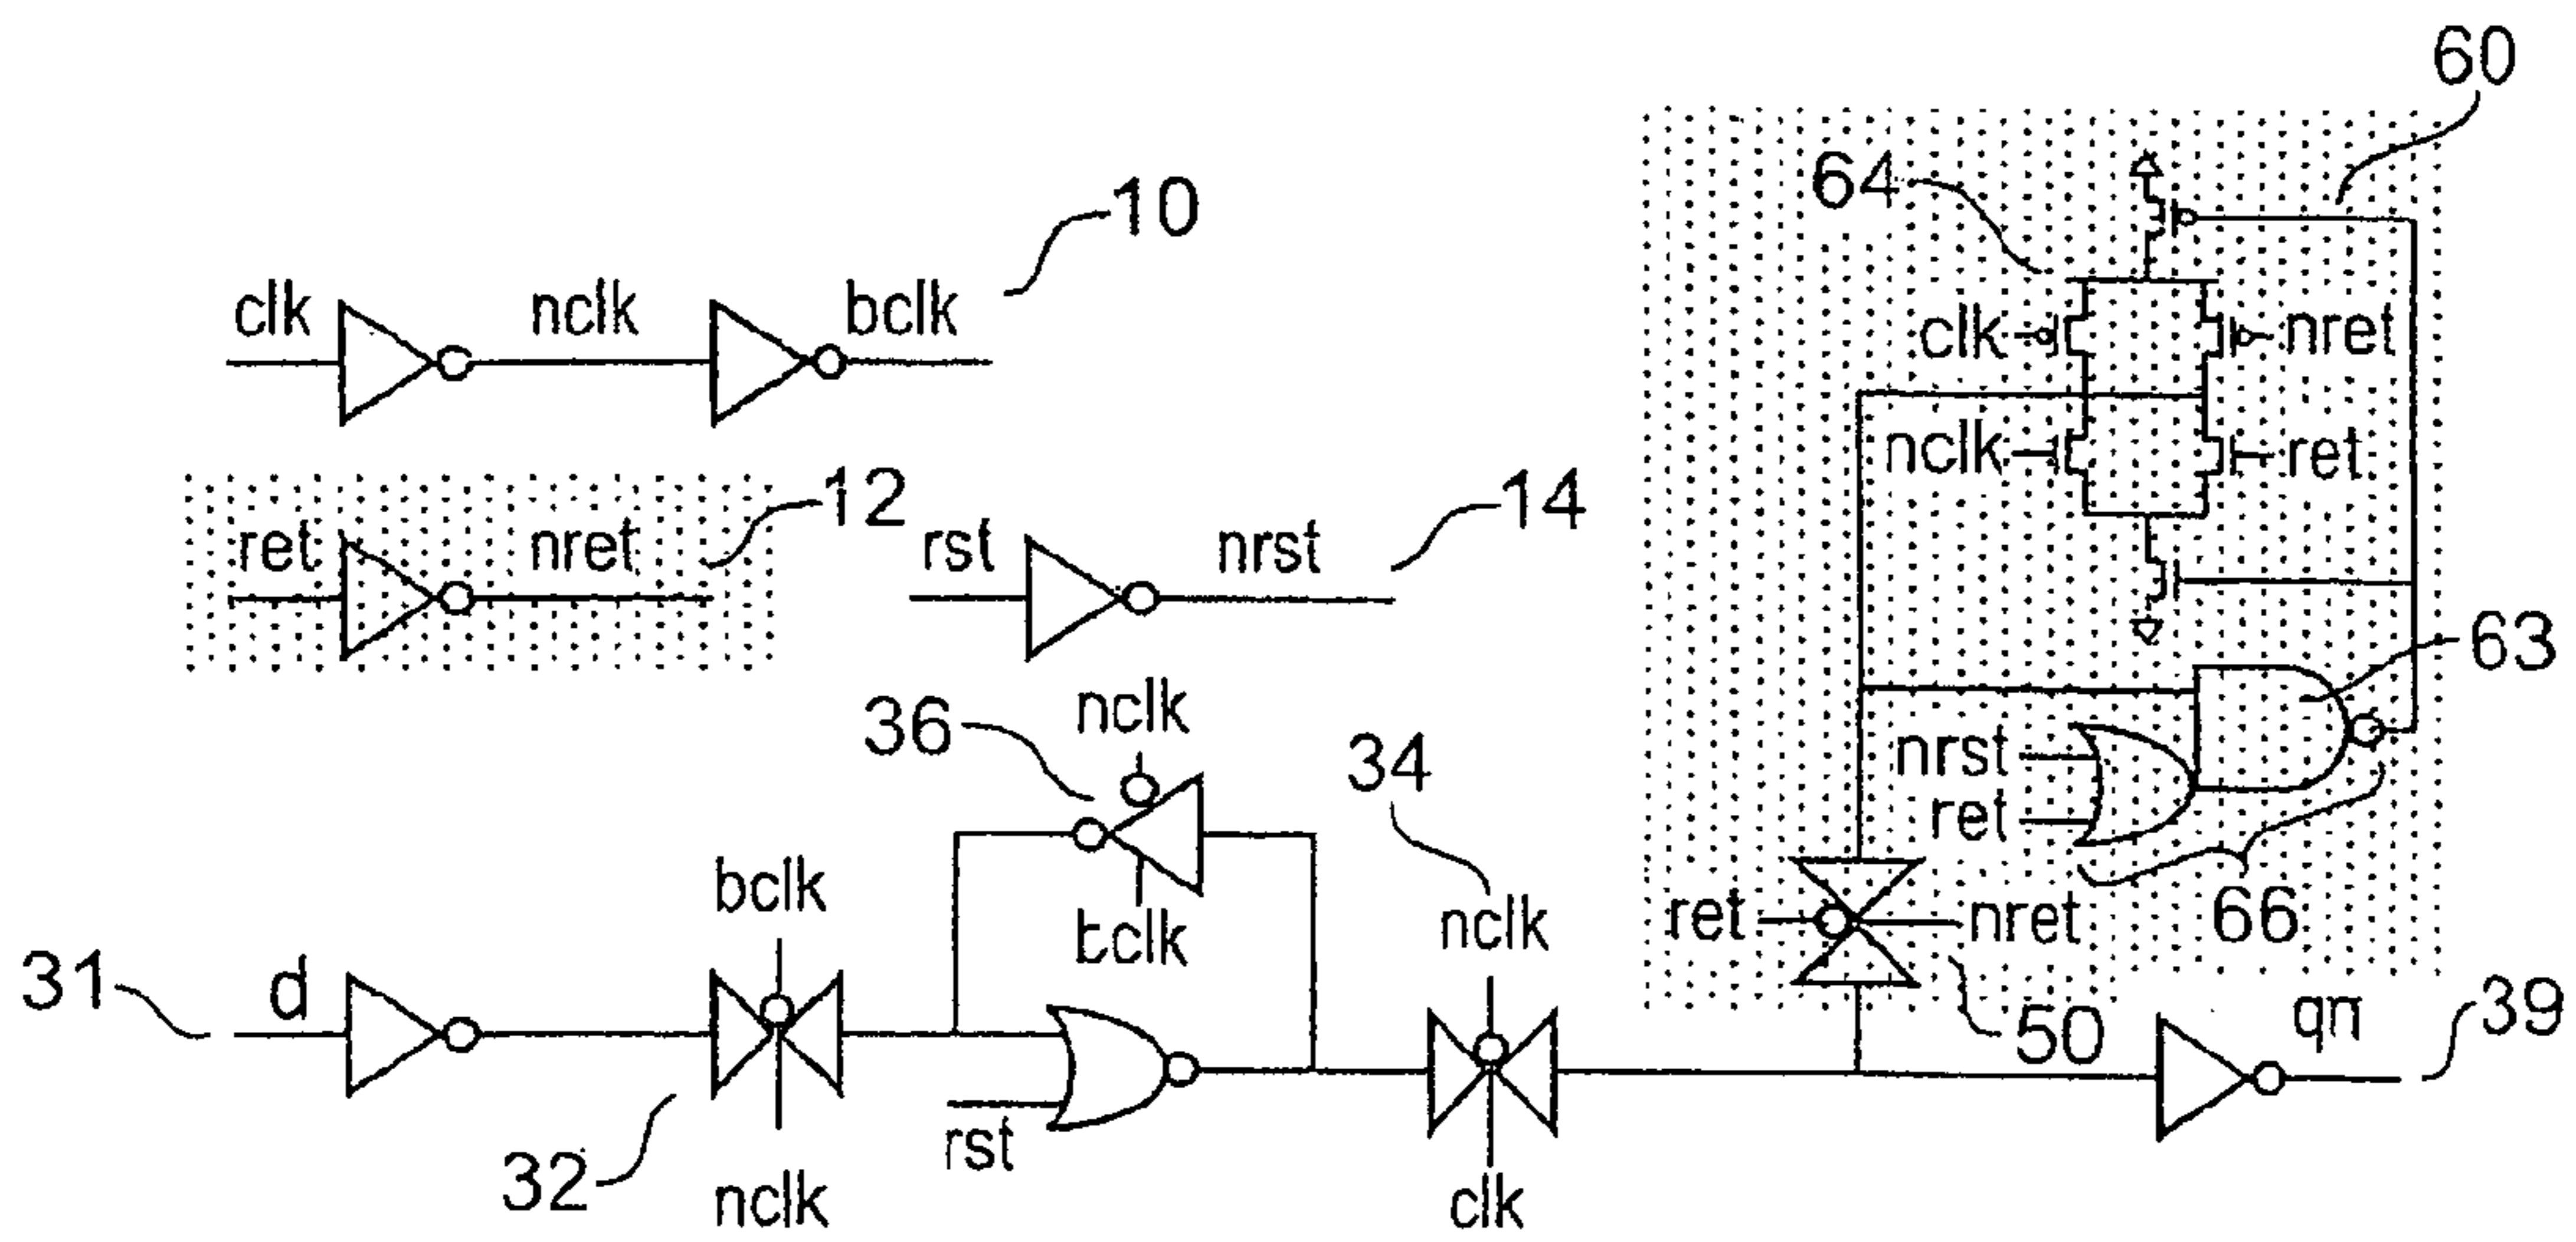 60
64
10
clk nclk bclk
clk nret
nclk ret
12
ret nret
14
rst nrst
63
36 nclk
34
nrst
ret
66
bclk
bclk
nclk
ret nret
50
31 d
qn 39
rst
32 nclk
clk